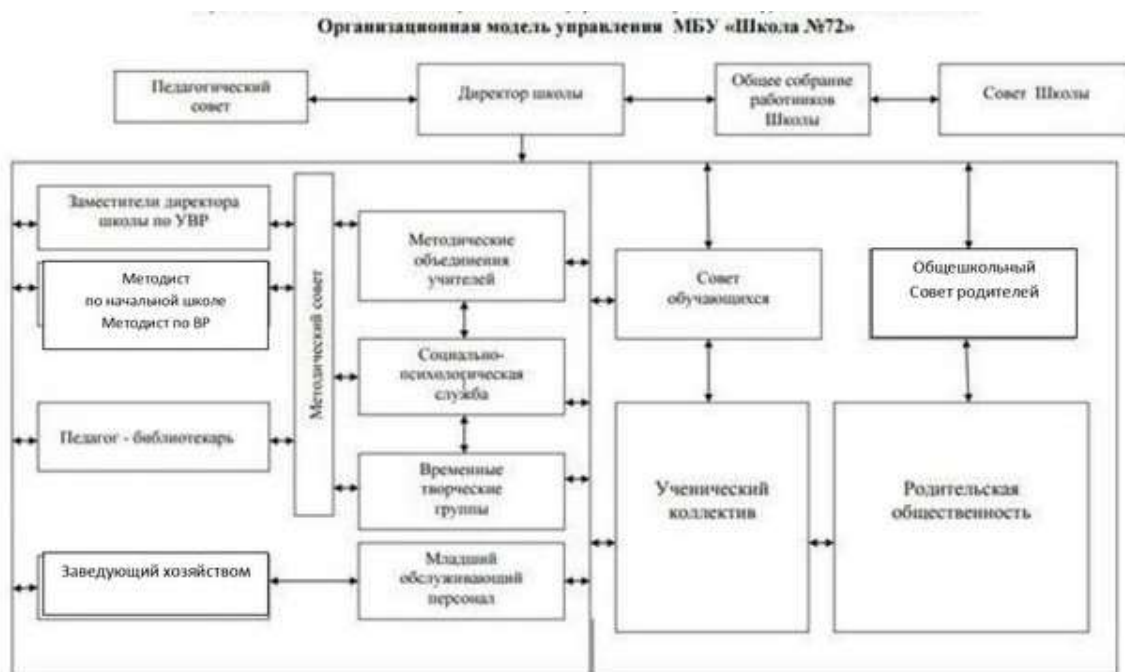 Организационная модель управления МБУ «Школа №72»
Педагогический
совет
Директор школы
Общее собрание
работников
Школы
Совет Школы
Заместители директора
школы по УВР
Методист
по начальной школе
Методист по ВР
Педагог - библиотекарь
Заведующий хозяйством
Методический совет
Методические
объединения
учителей
Социально-
психологическая
служба
Временные
творческие
группы
Младший
обслуживающий
персонал
Совет
обучающихся
Общешкольный
Совет родителей
Ученический
коллектив
Родительская
общественность